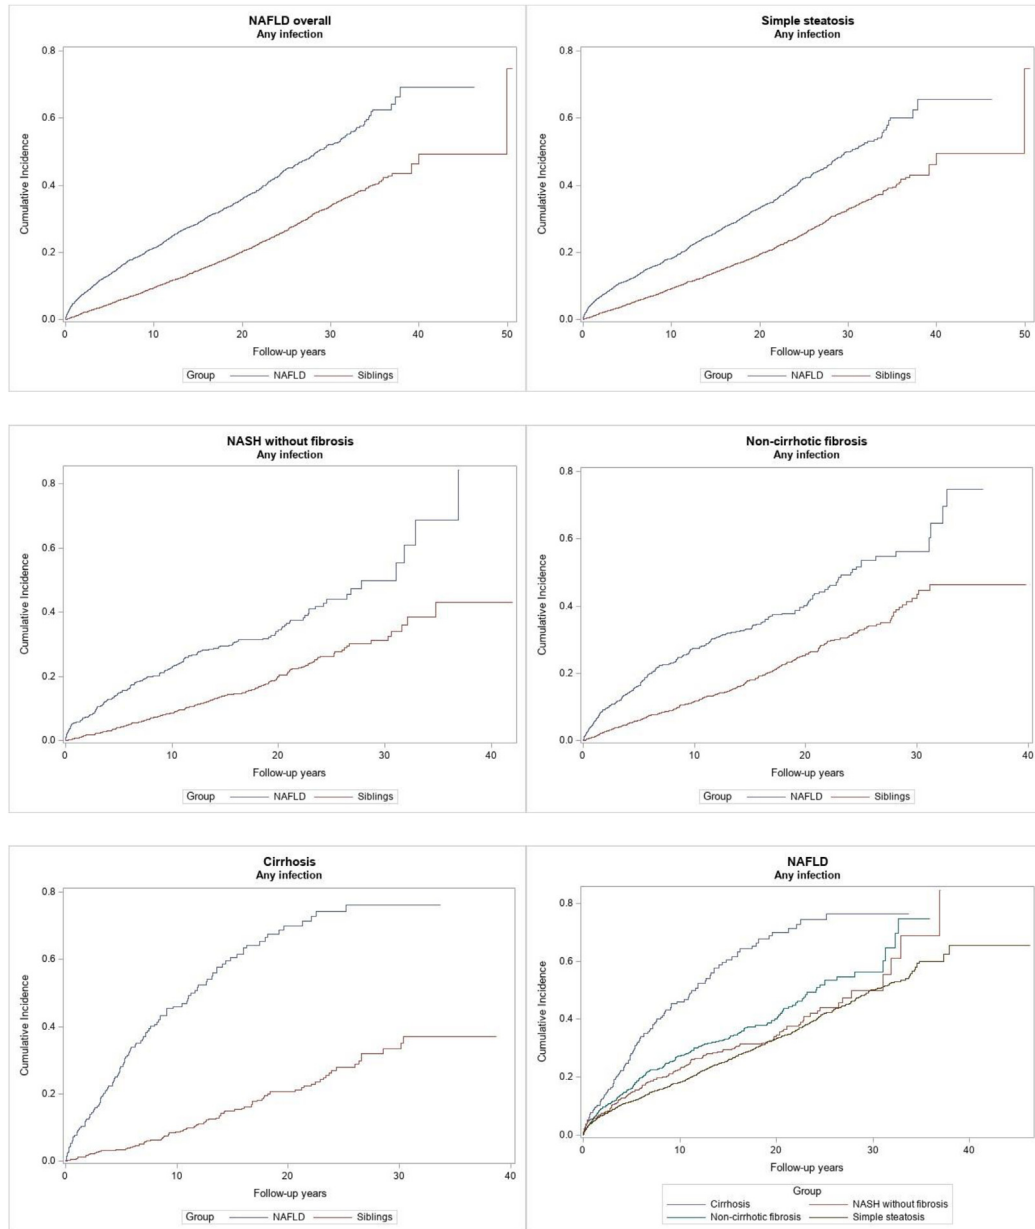 NAFLD overall
Any infection
0.8
0.6
0.4
0.2
0.0
Cumulative Incidence
0 10 20 30 40 50
Follow-up years
Group NAFLD Siblings
Simple steatosis
Any infection
0.8
0.6
0.4
0.2
0.0
Cumulative Incidence
0 10 20 30 40 50
Follow-up years
Group NAFLD Siblings
NASH without fibrosis
Any infection
0.8
0.6
0.4
0.2
0.0
Cumulative Incidence
0 10 20 30 40
Follow-up years
Group NAFLD Siblings
Non-cirrhotic fibrosis
Any infection
0.8
0.6
0.4
0.2
0.0
Cumulative Incidence
0 10 20 30 40
Follow-up years
Group NAFLD Siblings
Cirrhosis
Any infection
0.8
0.6
0.4
0.2
0.0
Cumulative Incidence
0 10 20 30 40
Follow-up years
Group NAFLD Siblings
NAFLD
Any infection
0.8
0.6
0.4
0.2
0.0
Cumulative Incidence
0 10 20 30 40
Follow-up years
Group
Cirrhosis NASH without fibrosis
Non-cirrhotic fibrosis Simple steatosis